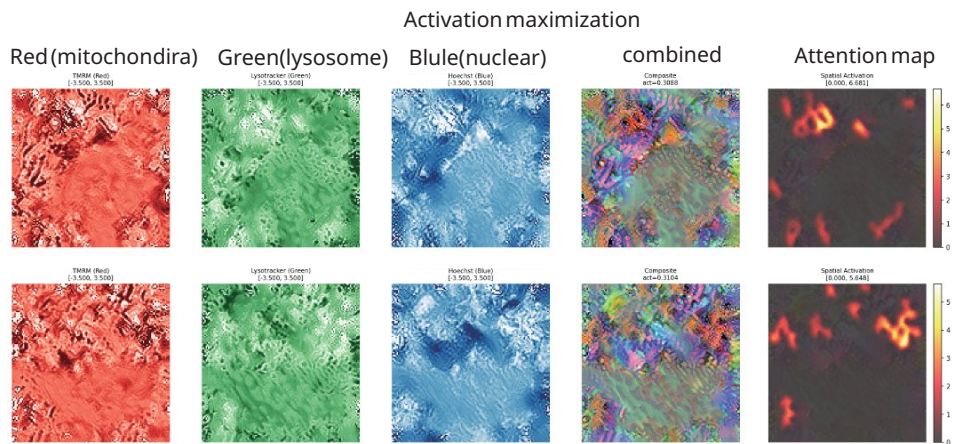 Activation maximization
Red(mitochondira) Green(lysosome) Blule(nuclear) combined Attention map
TMRM (Red) Lysotracker (Green) Hoechst (Blue) Composite Spatial Activation
[-3.500, 3.500] [-3.500, 3.500] [-3.500, 3.500] act=0.3088 [0.000, 6.681]
6
5
4
3
2
1
0
TMRM (Red) Lysotracker (Green) Hoechst (Blue) Composite Spatial Activation
[-3.500, 3.500] [-3.500, 3.500] [-3.500, 3.500] act=0.3104 [0.000, 5.648]
5
4
3
2
1
0